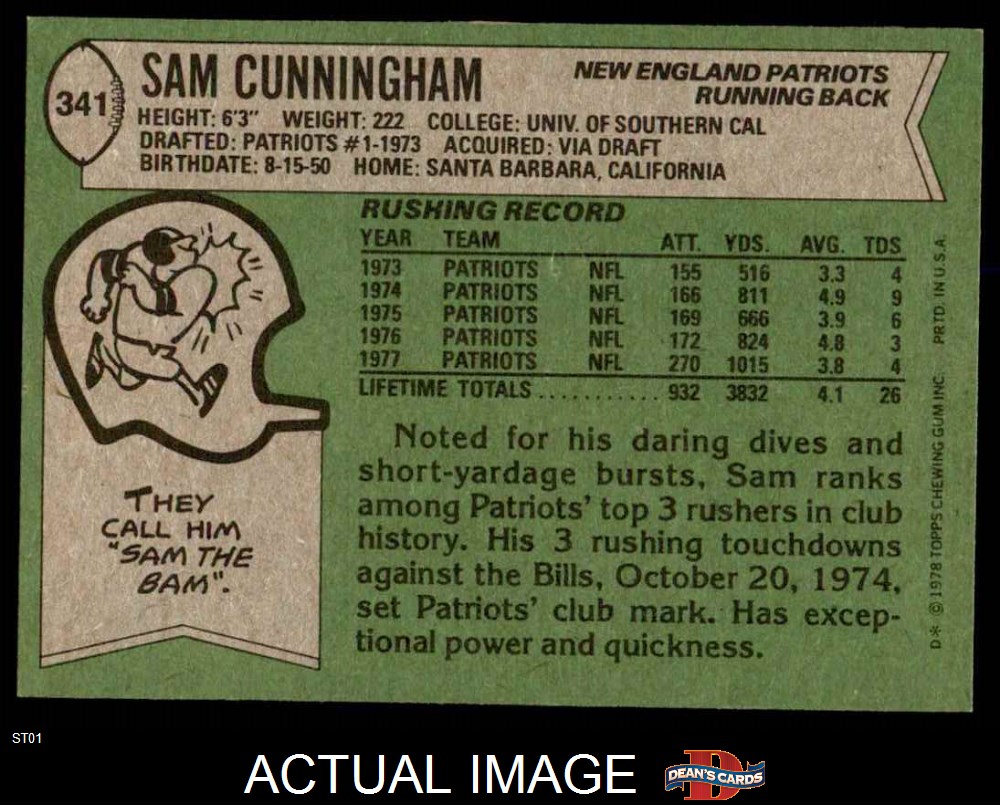 341
SAM CUNNINGHAM
NEW ENGLAND PATRIOTS
RUNNING BACK
HEIGHT: 6'3" WEIGHT: 222 COLLEGE: UNIV. OF SOUTHERN CAL
DRAFTED: PATRIOTS #1-1973 ACQUIRED: VIA DRAFT
BIRTHDATE: 8-15-50 HOME: SANTA BARBARA, CALIFORNIA
RUSHING RECORD
YEAR TEAM ATT. YDS. AVG. TDS
1973 PATRIOTS NFL 155 516 3.3 4
1974 PATRIOTS NFL 166 811 4.9 9
1975 PATRIOTS NFL 169 666 3.9 6
1976 PATRIOTS NFL 172 824 4.8 3
1977 PATRIOTS NFL 270 1015 3.8 4
LIFETIME TOTALS ........... 932 3832 4.1 26
Noted for his daring dives and
short-yardage bursts, Sam ranks
among Patriots' top 3 rushers in club
history. His 3 rushing touchdowns
against the Bills, October 20, 1974,
set Patriots' club mark. Has excep-
tional power and quickness.
THEY
CALL HIM
"SAM THE
BAM".
D* © 1978 TOPPS CHEWING GUM INC. PRTD. IN U.S.A.
ST01
ACTUAL IMAGE
D
DEAN'S CARDS